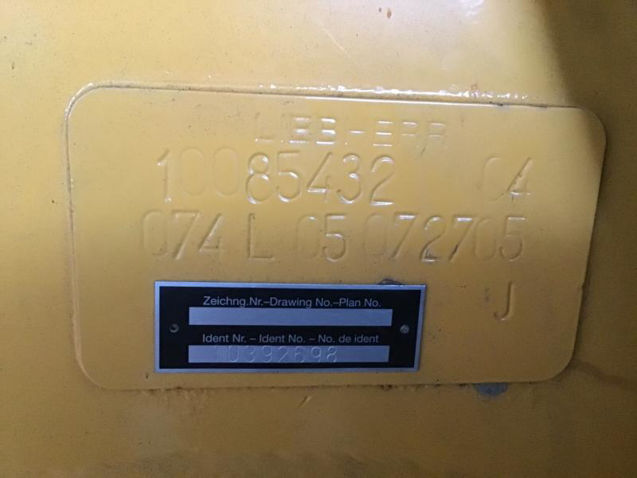 LIEBHERR
10085432 04
074 L 05 072705
J
Zeichng.Nr.–Drawing No.–Plan No.
Ident Nr. – Ident No. – No. de ident
10392698